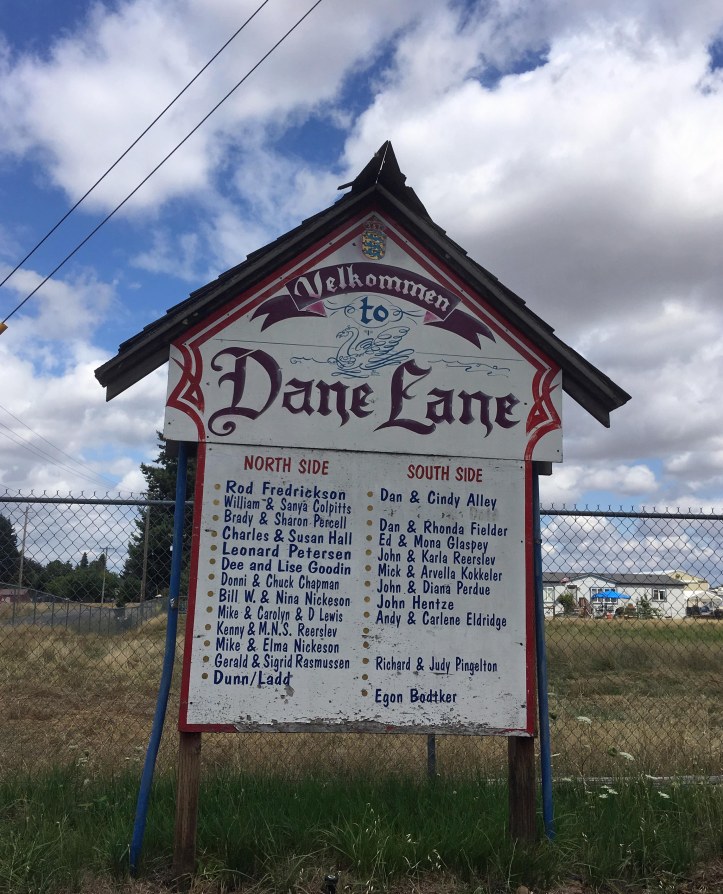 Velkommen
to
Dane Lane
NORTH SIDE
Rod Fredrickson
William & Sanya Colpitts
Brady & Sharon Percell
Charles & Susan Hall
Leonard Petersen
Dee and Lise Goodin
Donni & Chuck Chapman
Bill W. & Nina Nickeson
Mike & Carolyn & D Lewis
Kenny & M.N.S. Reersley
Mike & Elma Nickeson
Gerald & Sigrid Rasmussen
Dunn/Ladd
SOUTH SIDE
Dan & Cindy Alley
Dan & Rhonda Fielder
Ed & Mona Glaspey
John & Karla Reerslev
Mick & Arvella Kokkeler
John & Diana Perdue
John Hentze
Andy & Carlene Eldridge
Richard & Judy Pingelton
Egon Bodtker